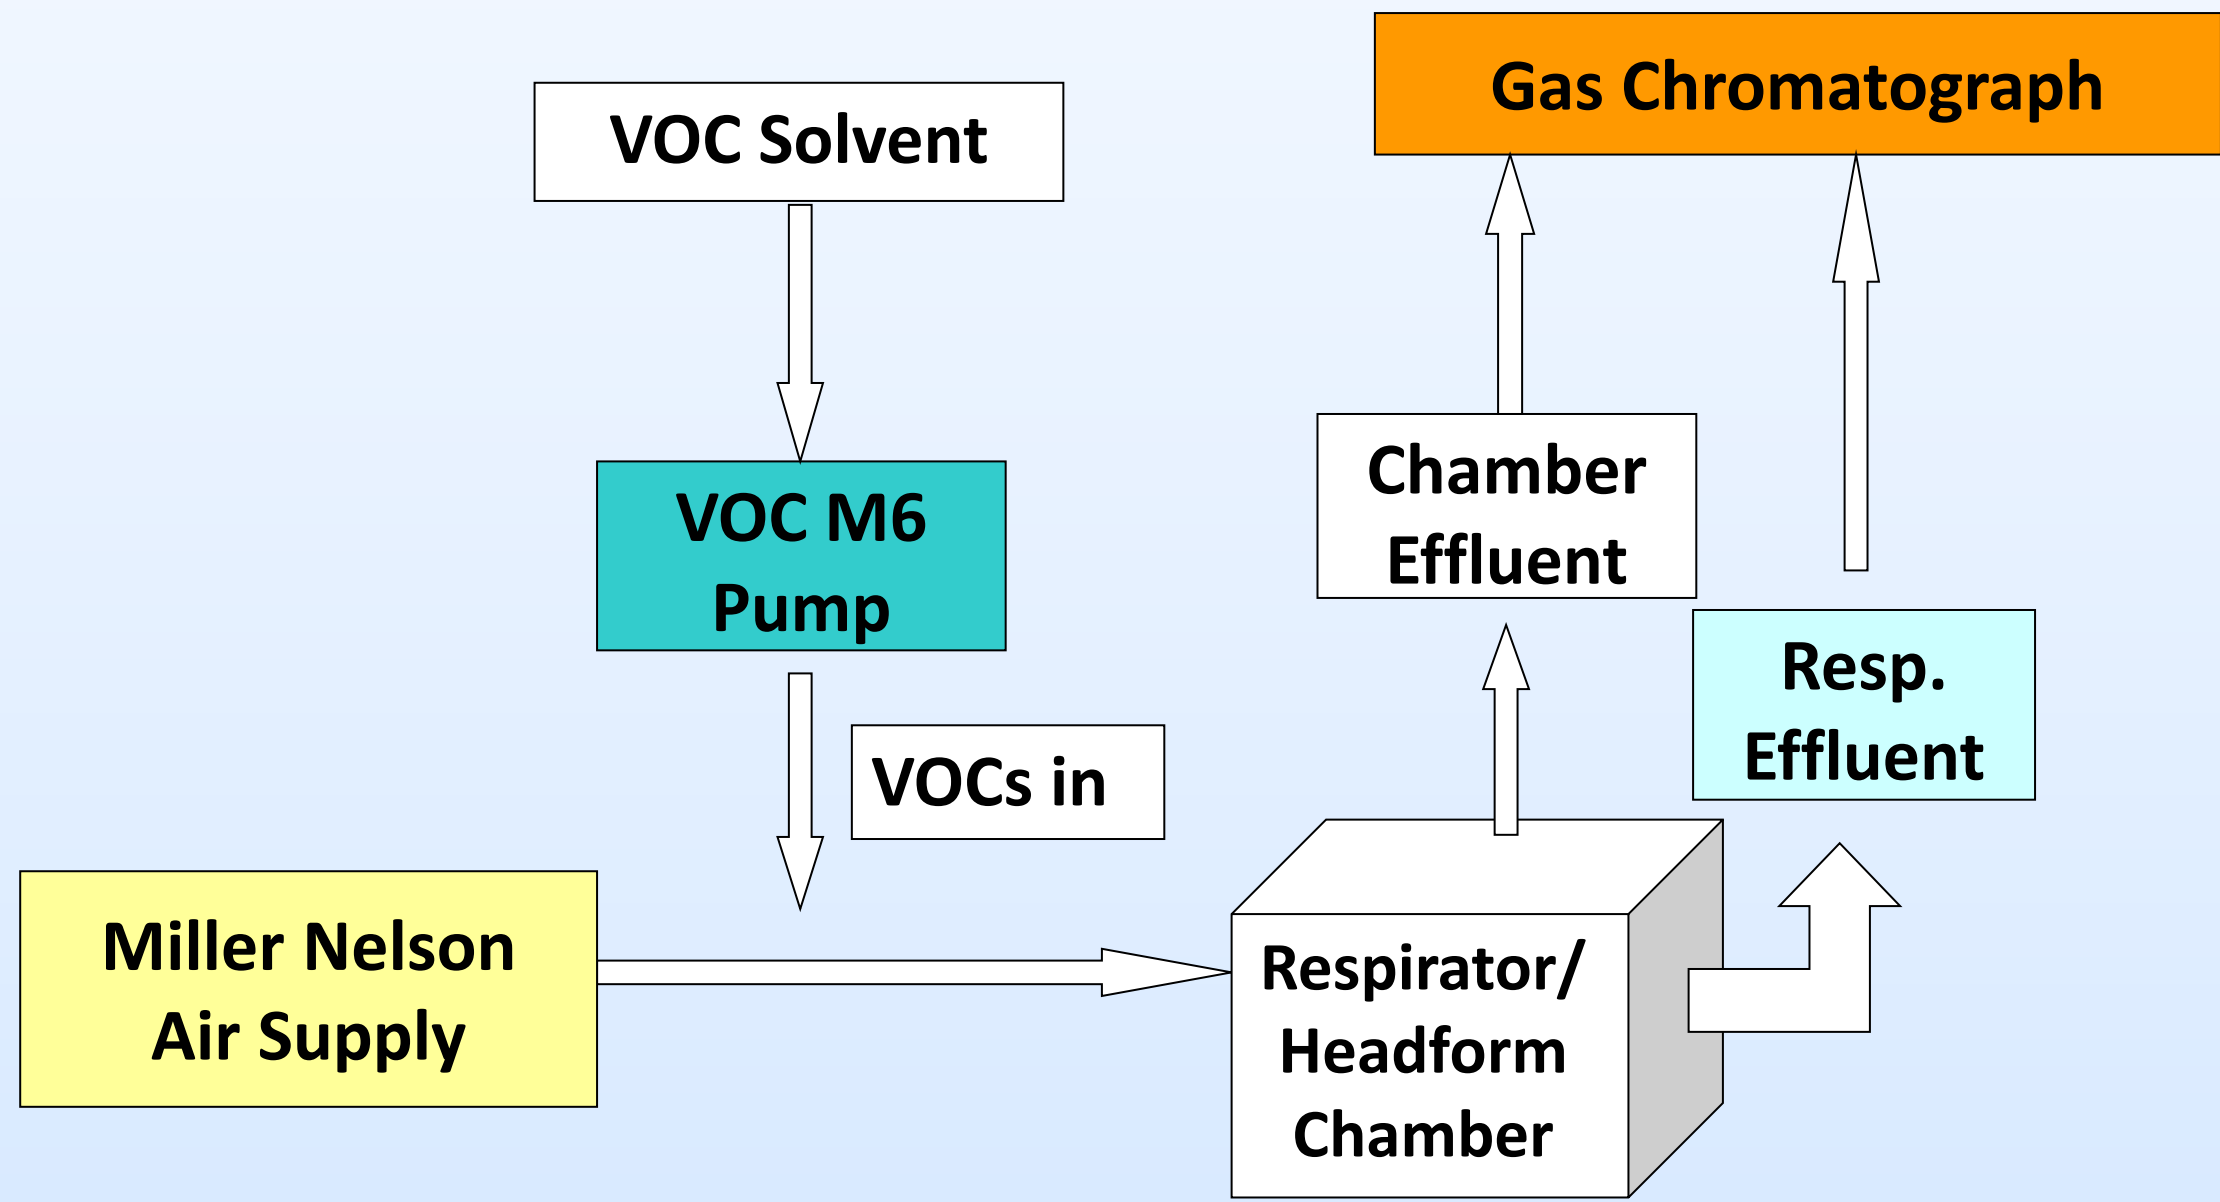 Gas Chromatograph
VOC Solvent
VOC M6
Pump
Chamber
Effluent
Resp.
Effluent
VOCs in
Miller Nelson
Air Supply
Respirator/
Headform
Chamber